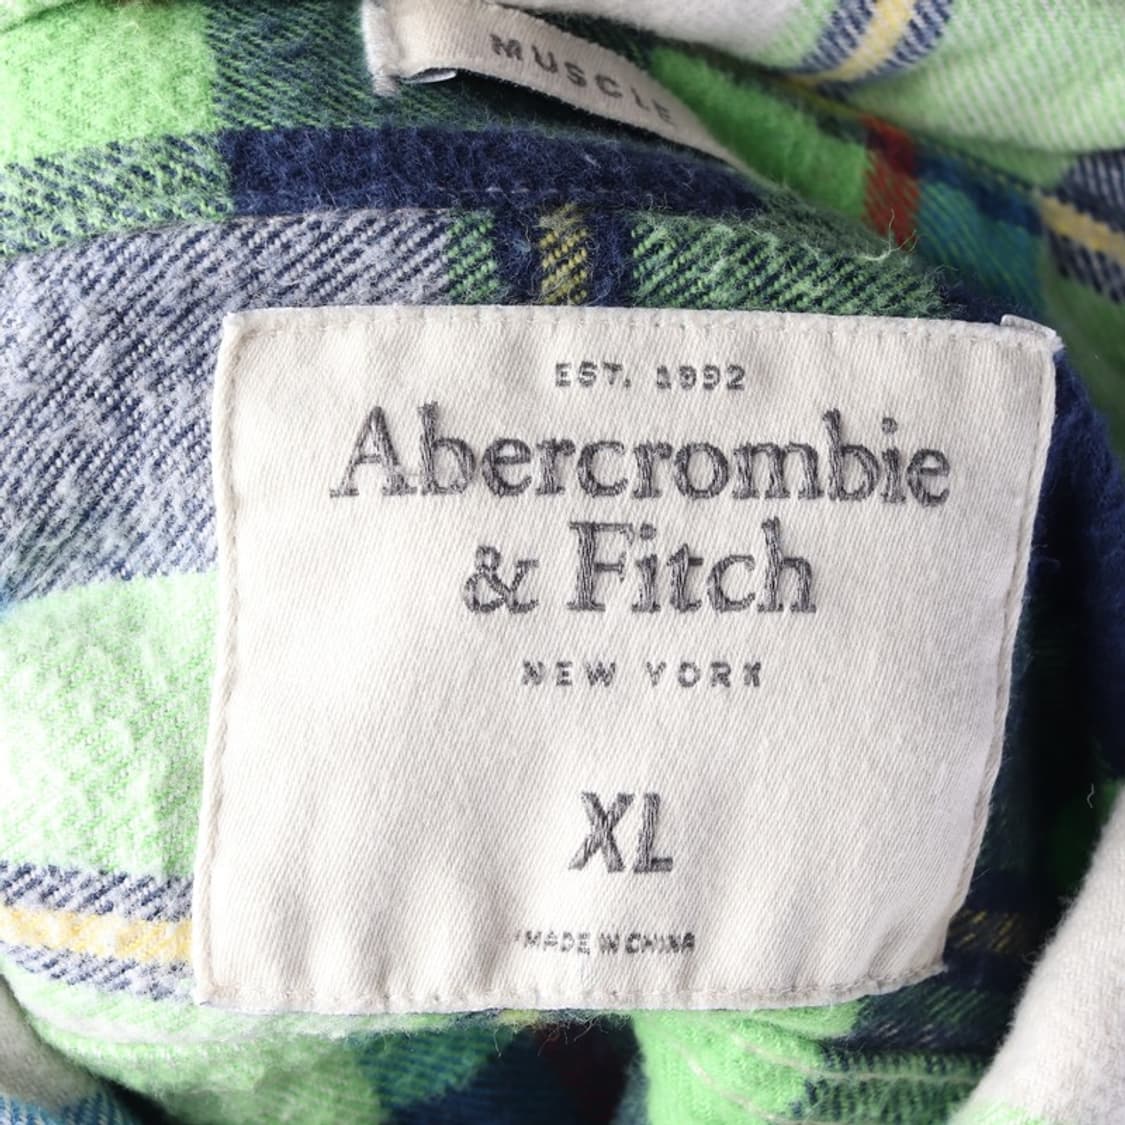 MUSCLE
EST. 1892
Abercrombie
& Fitch
NEW YORK
XL
MADE IN CHINA